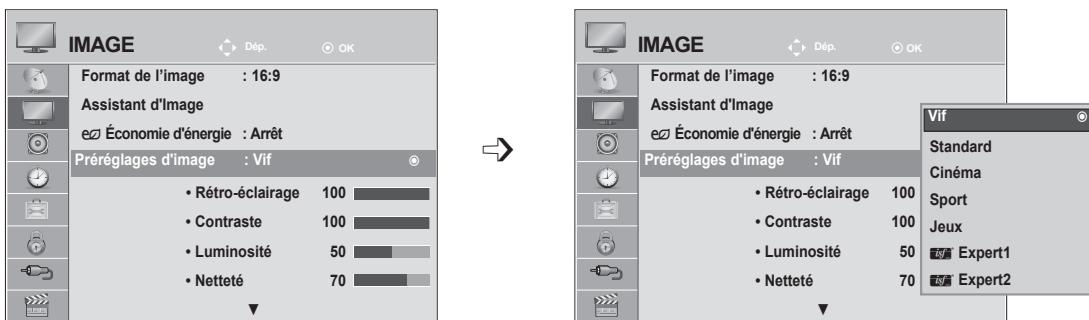 IMAGE
Dép.
OK
Format de l'image : 16:9
Assistant d'Image
Économie d'énergie : Arrêt
Préréglages d'image : Vif
• Rétro-éclairage 100
• Contraste 100
• Luminosité 50
• Netteté 70
▼
IMAGE
Dép.
OK
Format de l'image : 16:9
Assistant d'Image
Économie d'énergie : Arrêt
Préréglages d'image : Vif
• Rétro-éclairage 100
• Contraste 100
• Luminosité 50
• Netteté 70
▼
Vif
Standard
Cinéma
Sport
Jeux
isf Expert1
isf Expert2